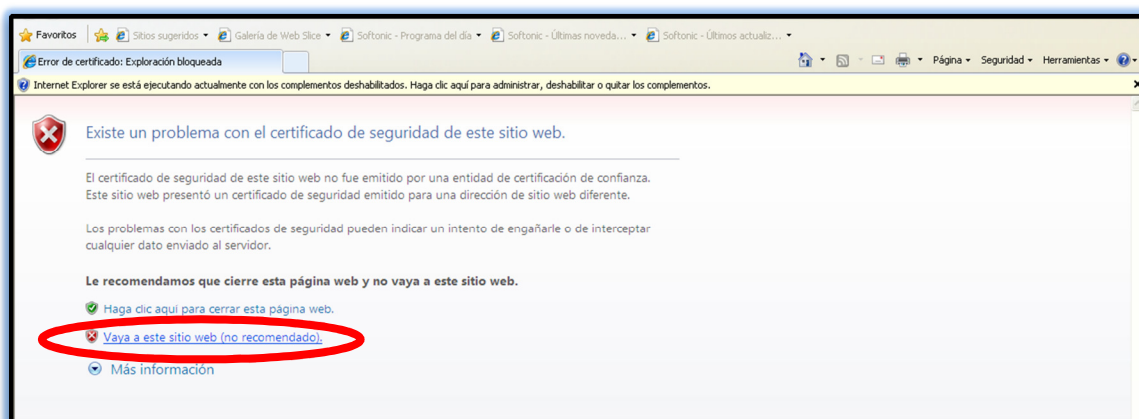 Favoritos Sitios sugeridos Galería de Web Slice Softonic - Programa del día Softonic - Últimas noveda... Softonic - Últimos actualiz...
Error de certificado: Exploración bloqueada Página Seguridad Herramientas
Internet Explorer se está ejecutando actualmente con los complementos deshabilitados. Haga clic aquí para administrar, deshabilitar o quitar los complementos.
Existe un problema con el certificado de seguridad de este sitio web.
El certificado de seguridad de este sitio web no fue emitido por una entidad de certificación de confianza.
Este sitio web presentó un certificado de seguridad emitido para una dirección de sitio web diferente.
Los problemas con los certificados de seguridad pueden indicar un intento de engañarle o de interceptar
cualquier dato enviado al servidor.
Le recomendamos que cierre esta página web y no vaya a este sitio web.
Haga clic aquí para cerrar esta página web.
Vaya a este sitio web (no recomendado).
Más información